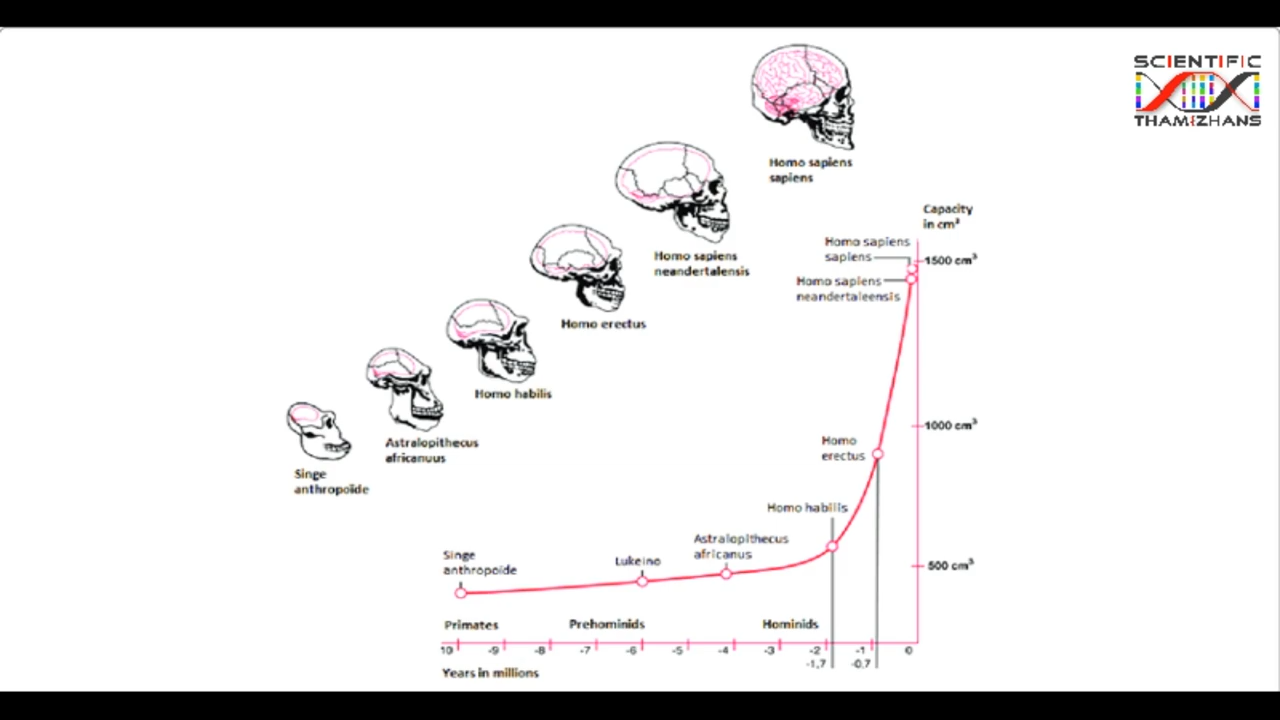 SCIENTIFIC
THAMIZHANS
Homo sapiens
sapiens
Homo sapiens
neandertalensis
Homo erectus
Homo habilis
Astralopithecus
africanuus
Singe
anthropoïde
Capacity
in cm³
Homo sapiens
sapiens
1500 cm³
Homo sapiens
neandertaleensis
1000 cm³
Homo
erectus
Homo habilis
Astralopithecus
africanus
Lukeino
Singe
anthropoïde
500 cm³
Primates Prehominids Hominids
10 -9 -8 -7 -6 -5 -4 -3 -2 -1 0
-1,7 -0,7
Years in millions